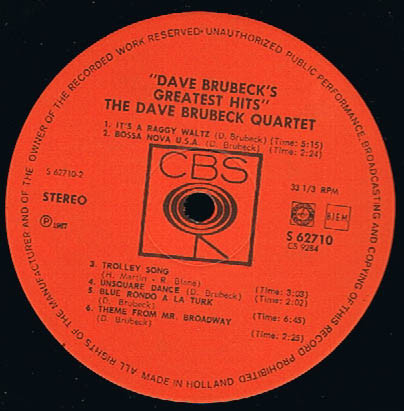 ALL RIGHTS OF THE MANUFACTURER AND OF THE OWNER OF THE RECORDED WORK RESERVED·UNAUTHORIZED PUBLIC PERFORMANCE, BROADCASTING AND COPYING OF THIS RECORD PROHIBITED
"DAVE BRUBECK'S
GREATEST HITS"
THE DAVE BRUBECK QUARTET
1. IT'S A RAGGY WALTZ (D. Brubeck) (Time: 5:15)
2. BOSSA NOVA U.S.A. (D. Brubeck) (Time: 2:24)
CBS
S 62710-2
33 1/3 RPM
STEREO
BIEM
P 1967
S 62710
CS 9284
3. TROLLEY SONG
(H. Martin - R. Blane) (Time: 3:03)
4. UNSQUARE DANCE (D. Brubeck) (Time: 2:02)
5. BLUE RONDO A LA TURK
(D. Brubeck) (Time: 6:45)
6. THEME FROM MR. BROADWAY
(D. Brubeck) (Time: 2:25)
MADE IN HOLLAND